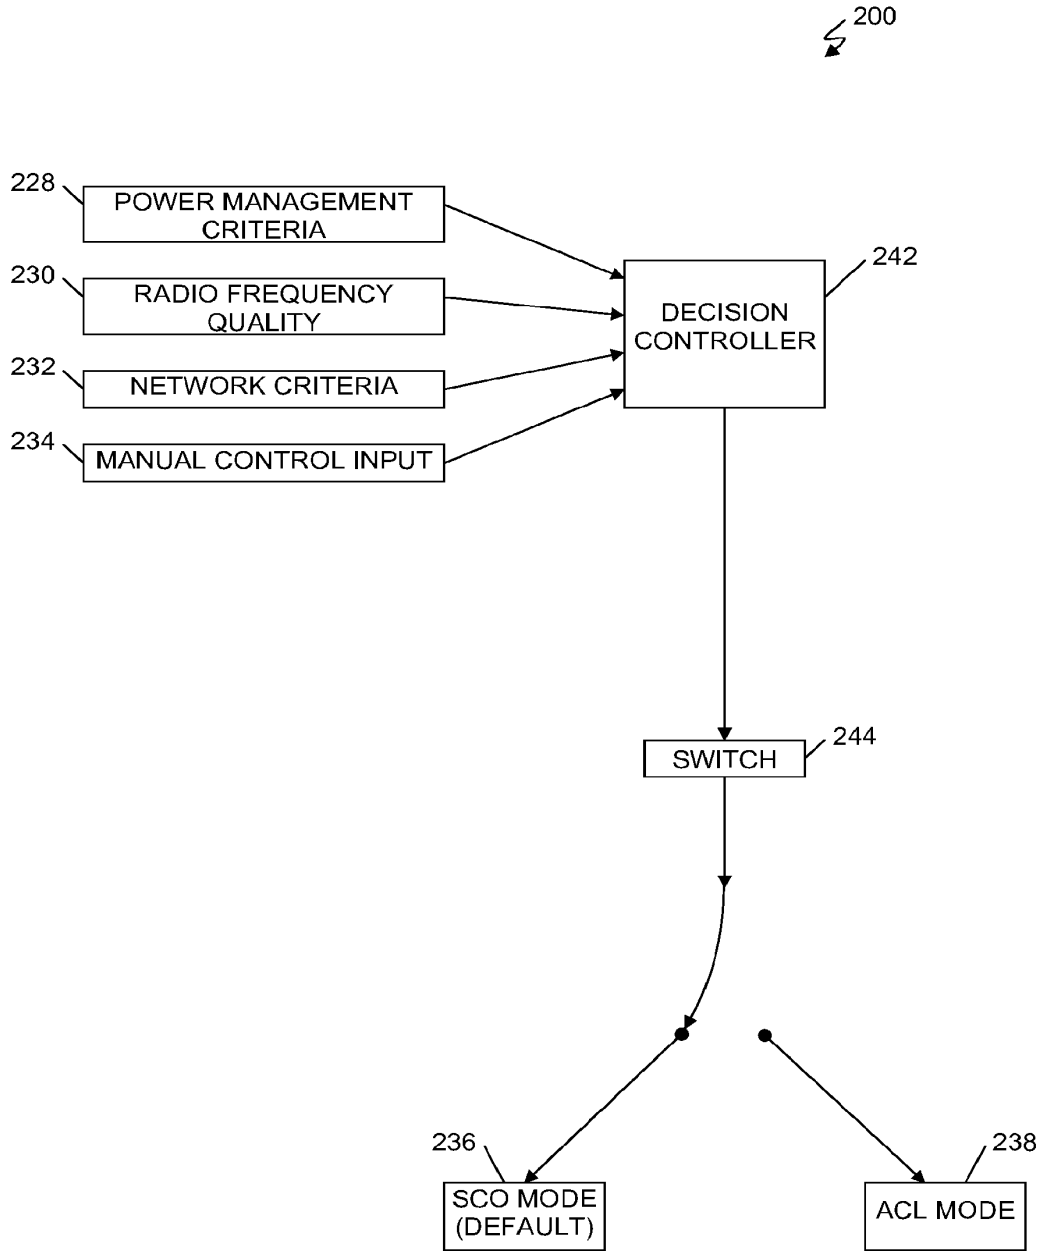 200
228
POWER MANAGEMENT
CRITERIA
230
RADIO FREQUENCY
QUALITY
232
NETWORK CRITERIA
234
MANUAL CONTROL INPUT
242
DECISION
CONTROLLER
244
SWITCH
236
SCO MODE
(DEFAULT)
238
ACL MODE